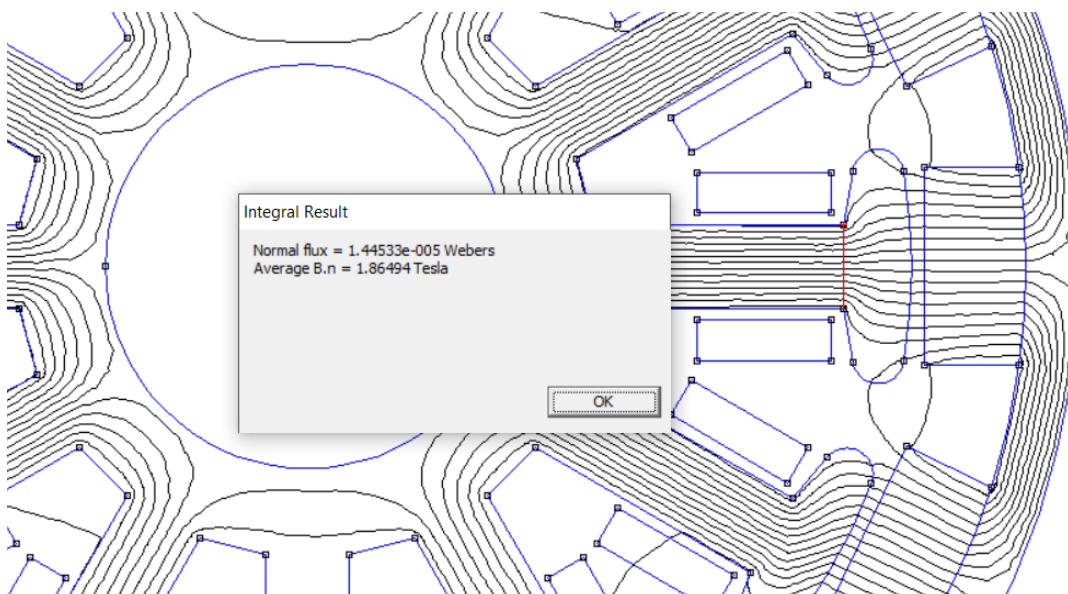 Integral Result
Normal flux = 1.44533e-005 Webers
Average B.n = 1.86494 Tesla
OK